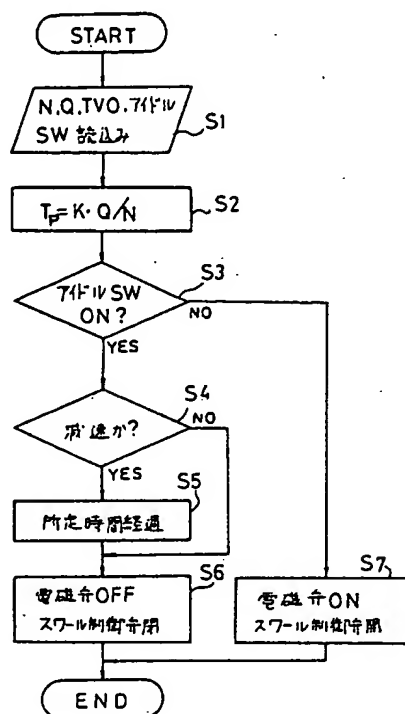 START
N.Q.TVO.アイドル
SW 読込み
S1
Tp=K・Q/N
S2
S3
アイドルSW
ON?
NO
YES
S4
減速か?
NO
YES
S5
所定時間経過
S6
電磁弁OFF
スワール制御弁閉
S7
電磁弁ON
スワール制御弁開
END